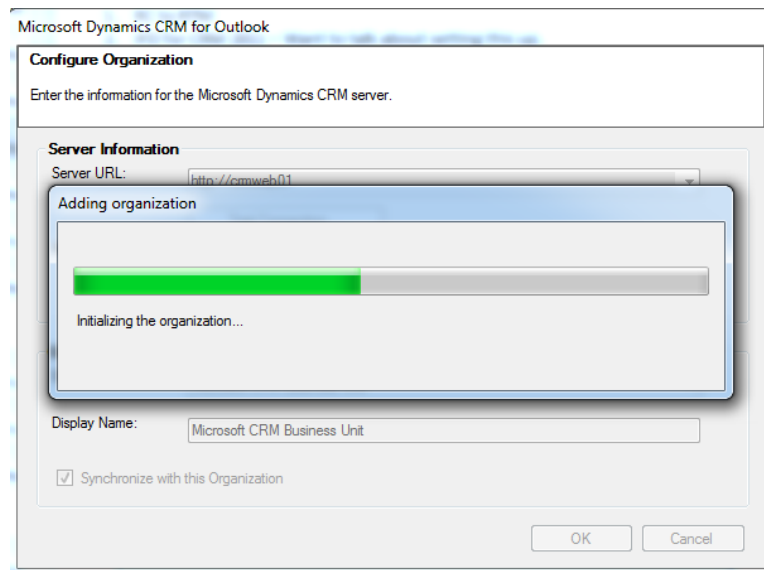 Microsoft Dynamics CRM for Outlook
Configure Organization
Enter the information for the Microsoft Dynamics CRM server.
Server Information
Server URL:
http://crmweb01
Adding organization
Initializing the organization...
Display Name:
Microsoft CRM Business Unit
Synchronize with this Organization
OK
Cancel